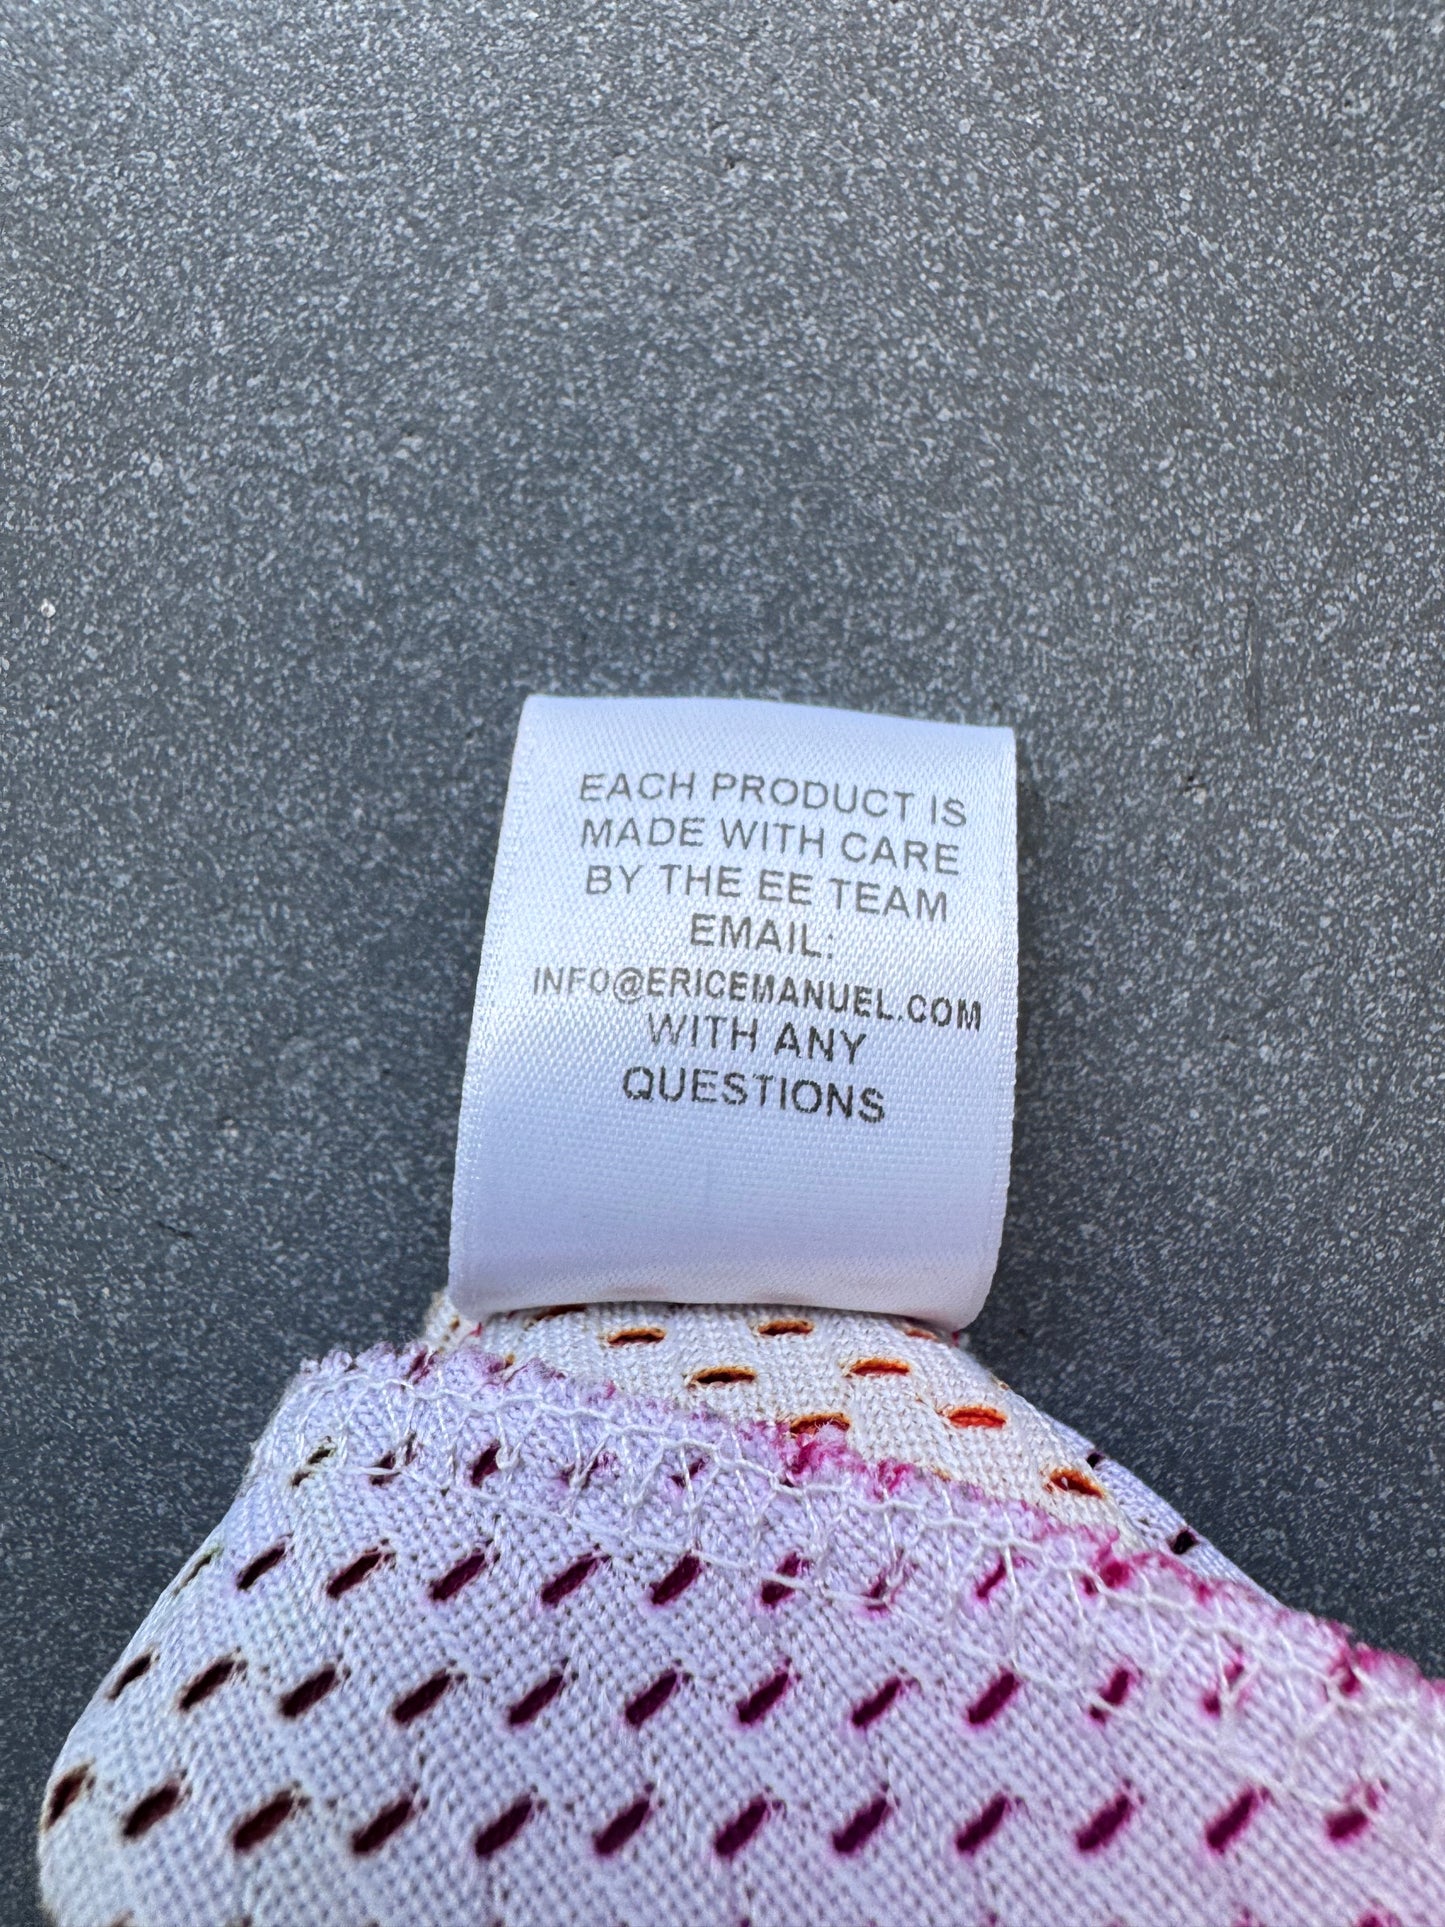 EACH PRODUCT IS
MADE WITH CARE
BY THE EE TEAM
EMAIL:
INFO@ERICEMANUEL.COM
WITH ANY
QUESTIONS